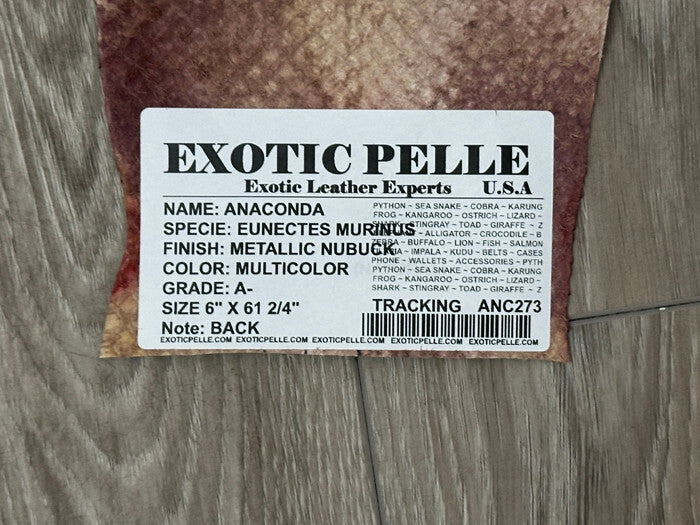 EXOTIC PELLE
Exotic Leather Experts U.S.A
NAME: ANACONDA
SPECIE: EUNECTES MURINUS
FINISH: METALLIC NUBUCK
COLOR: MULTICOLOR
GRADE: A-
SIZE 6" X 61 2/4"
Note: BACK
PYTHON ~ SEA SNAKE ~ COBRA ~ KARUNG
FROG ~ KANGAROO ~ OSTRICH ~ LIZARD ~
SHARK ~ STINGRAY ~ TOAD ~ GIRAFFE ~ Z
~ ALLIGATOR ~ CROCODILE ~ B
ZEBRA ~ BUFFALO ~ LION ~ FISH ~ SALMON
~ IMPALA ~ KUDU ~ BELTS ~ CASES
PHONE ~ WALLETS ~ ACCESSORIES ~ PYTH
PYTHON ~ SEA SNAKE ~ COBRA ~ KARUNG
FROG ~ KANGAROO ~ OSTRICH ~ LIZARD ~
SHARK ~ STINGRAY ~ TOAD ~ GIRAFFE ~ Z
TRACKING ANC273
EXOTICPELLE.COM EXOTICPELLE.COM EXOTICPELLE.COM EXOTICPELLE.COM EXOTICPELLE.COM